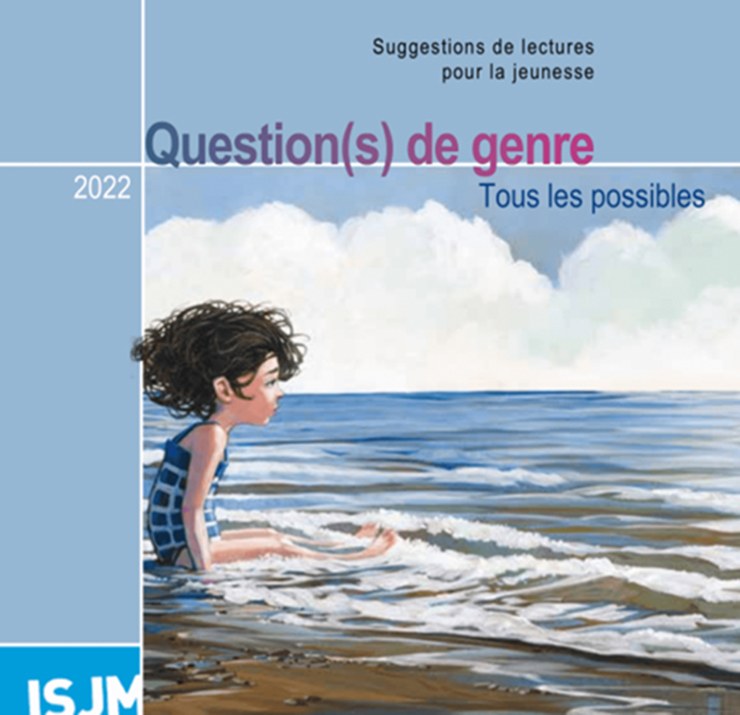 Suggestions de lectures
pour la jeunesse
Question(s) de genre
2022
Tous les possibles
ISJM